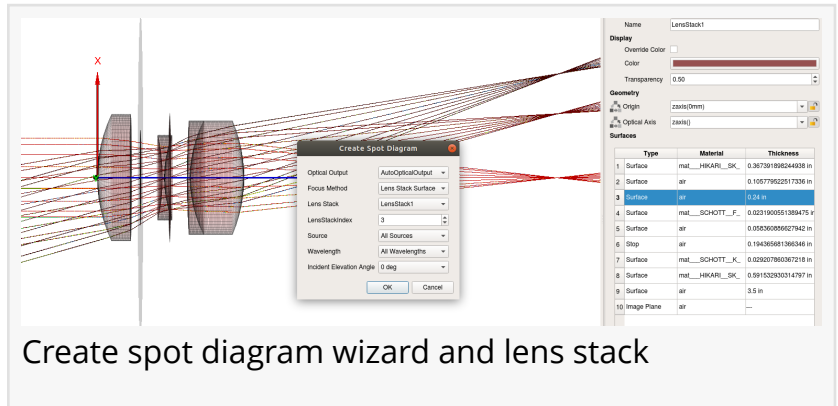 X
Create Spot Diagram
Optical Output AutoOpticalOutput
Focus Method Lens Stack Surface
Lens Stack LensStack1
LensStackIndex 3
Source All Sources
Wavelength All Wavelengths
Incident Elevation Angle 0 deg
OK Cancel
Name LensStack1
Display
Override Color
Color
Transparency 0.50
Geometry
Origin zaxis(0mm)
Optical Axis zaxis()
Surfaces
Type Material Thickness
1 Surface mat___HIKARI__SK_ 0.367391898244938 in
2 Surface air 0.105779522517336 in
3 Surface air 0.24 in
4 Surface mat___SCHOTT__F_ 0.0231900551389475 i
5 Surface air 0.058360886627942 in
6 Stop air 0.194365681366346 in
7 Surface mat___SCHOTT__K_ 0.029207860367218 in
8 Surface mat___HIKARI__SK_ 0.591532930314797 in
9 Surface air 3.5 in
10 Image Plane air ---
Create spot diagram wizard and lens stack